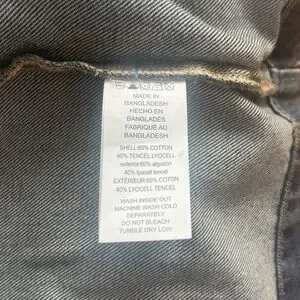 MADE IN
BANGLADESH
HECHO EN
BANGLADÉS
FABRIQUÉ AU
BANGLADESH
SHELL:60% COTTON
40% TENCELLYOCELL
exterior:60% algodón
40% lyocell tencel
EXTÉRIEUR:60% COTON
40% LYOCELL TENCEL
WASH INSIDE OUT
MACHINE WASH COLD
SEPARATELY
DO NOT BLEACH
TUMBLE DRY LOW